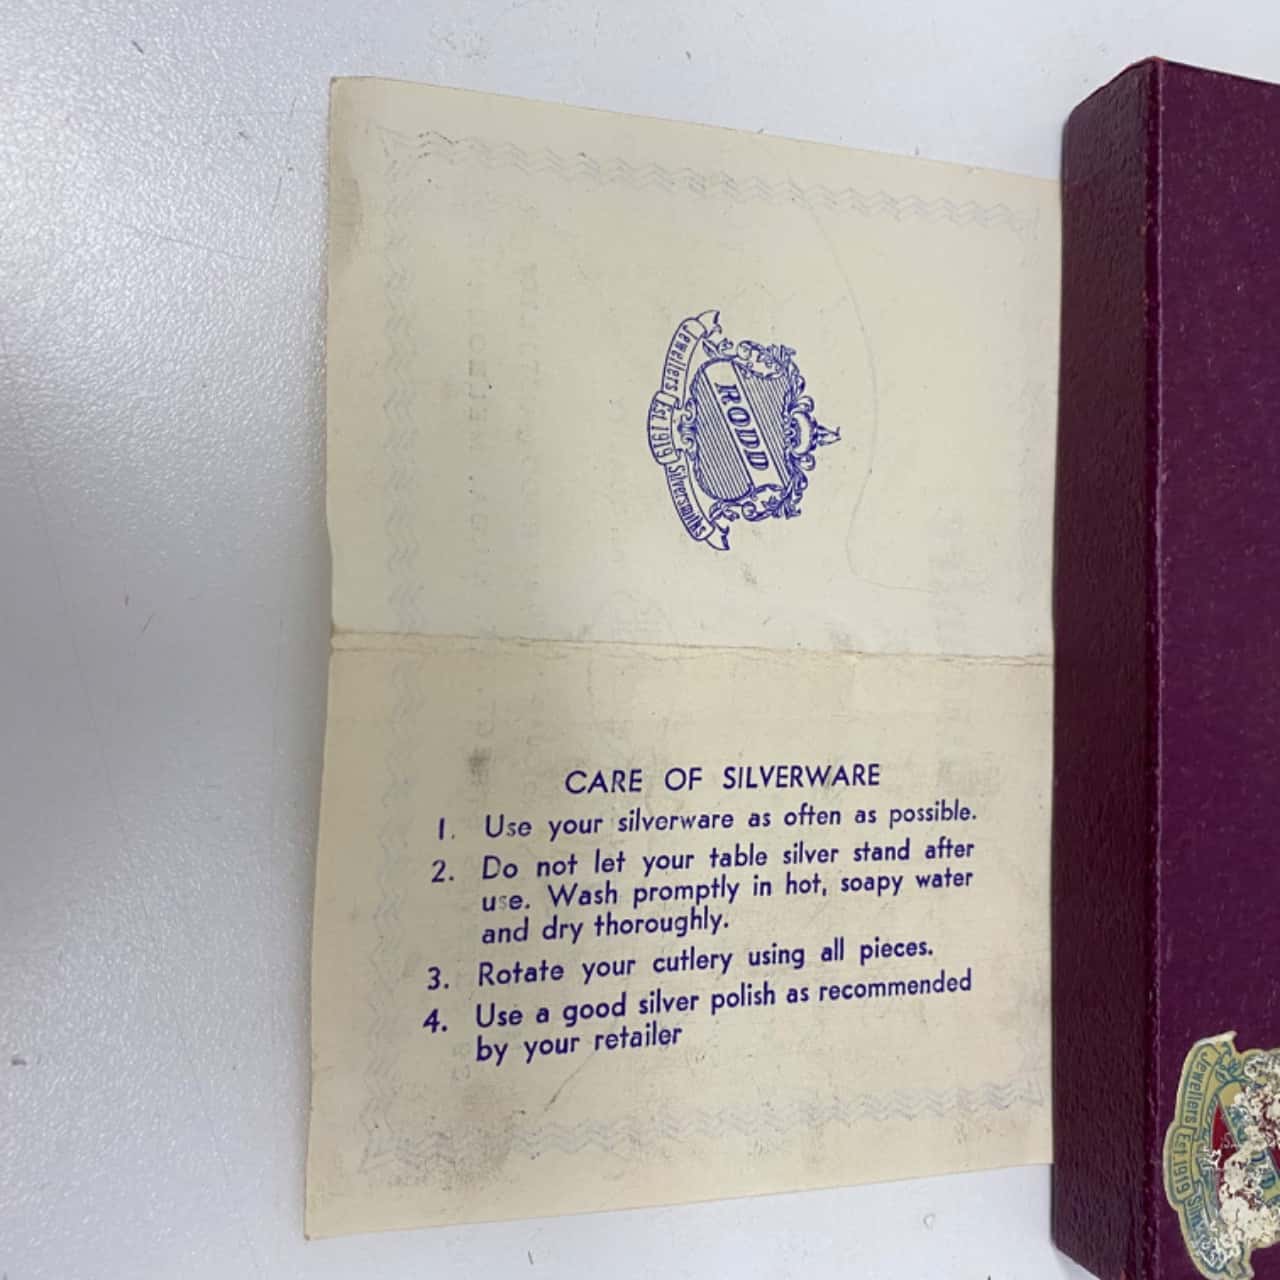 RODD
Jewellers Est. 1919 Silversmiths
CARE OF SILVERWARE
1. Use your silverware as often as possible.
2. Do not let your table silver stand after
use. Wash promptly in hot, soapy water
and dry thoroughly.
3. Rotate your cutlery using all pieces.
4. Use a good silver polish as recommended
by your retailer
Jewellers Est. 1919